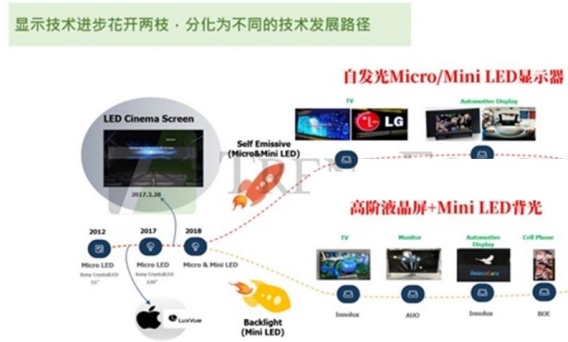 显示技术进步花开两枝，分化为不同的技术发展路径
自发光Micro/Mini LED显示器
TV
Automotive Display
LG
LED Cinema Screen
2017.3.28
Self Emissive
(Micro&Mini LED)
高阶液晶屏+Mini LED背光
TV
Monitor
Automotive
Display
Cell Phone
2012
2017
2018
Micro LED
Sony CrystalLED
55"
Micro LED
Sony CrystalLED
220"
Micro & Mini LED
Innolux
AUO
Innolux
BOE
LuxVue
Backlight
(Mini LED)